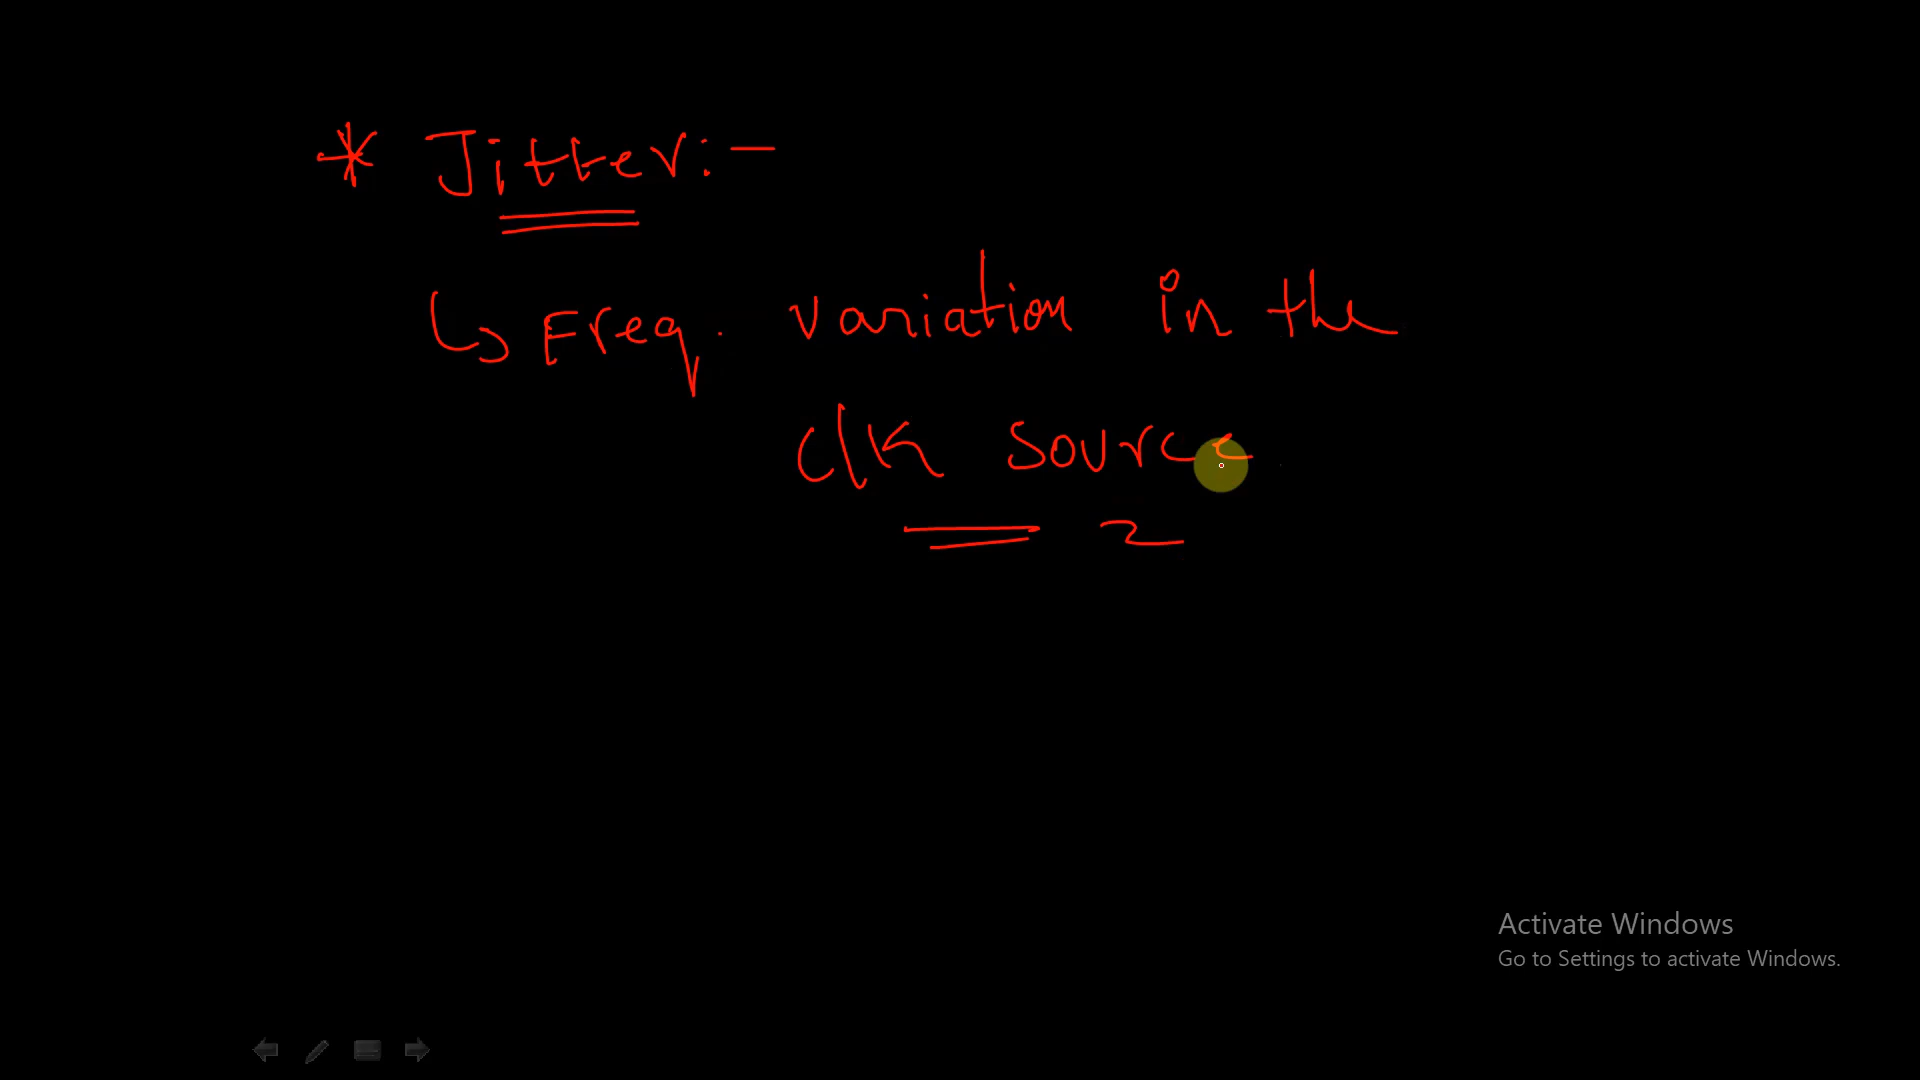 * Jitter:-
↳ Freq. variation in the
clk source
Activate Windows
Go to Settings to activate Windows.